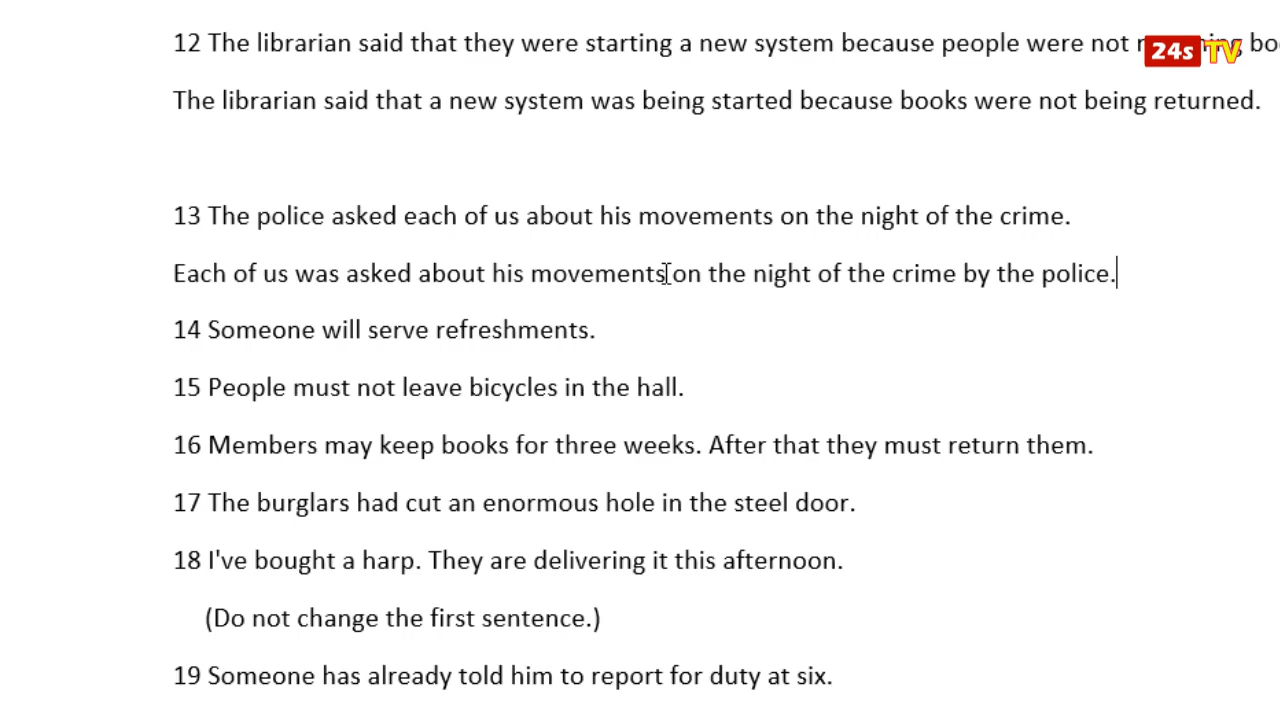 12 The librarian said that they were starting a new system because people were not
24s TV
The librarian said that a new system was being started because books were not being returned.
13 The police asked each of us about his movements on the night of the crime.
Each of us was asked about his movements on the night of the crime by the police.
14 Someone will serve refreshments.
15 People must not leave bicycles in the hall.
16 Members may keep books for three weeks. After that they must return them.
17 The burglars had cut an enormous hole in the steel door.
18 I've bought a harp. They are delivering it this afternoon.
(Do not change the first sentence.)
19 Someone has already told him to report for duty at six.